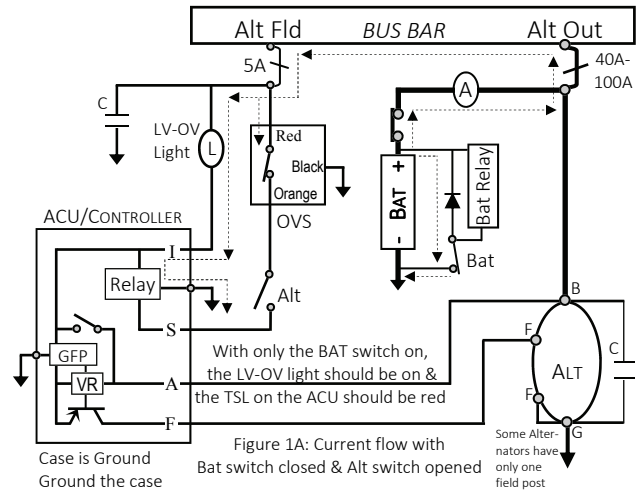 Alt Fld
BUS BAR
Alt Out
5A
40A-
100A
C
LV-OV
Light
L
A
Red
Black
Orange
OVS
BAT
+
-
Bat Relay
Bat
ACU/CONTROLLER
I
Relay
Alt
S
GFP
VR
A
F
With only the BAT switch on,
the LV-OV light should be on &
the TSL on the ACU should be red
B
F
ALT
C
F
G
Case is Ground
Ground the case
Figure 1A: Current flow with
Bat switch closed & Alt switch opened
Some Alter-
nators have
only one
field post